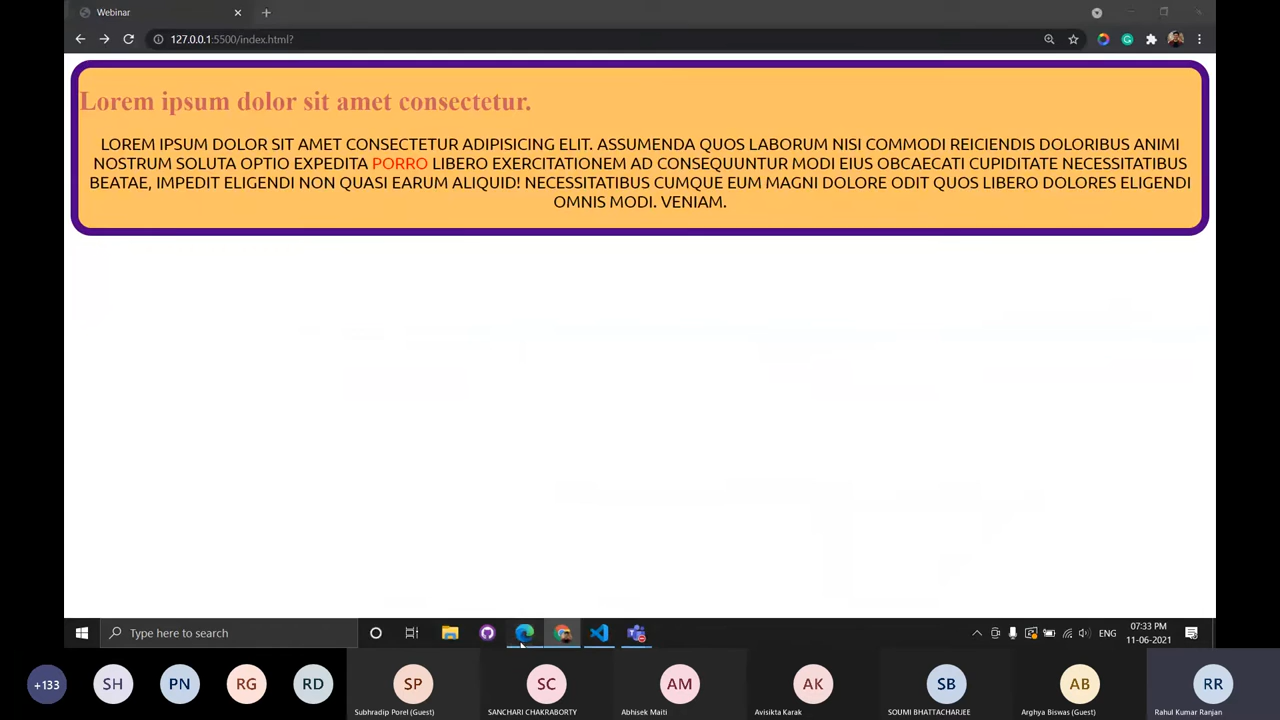 Webinar
127.0.0.1:5500/index.html?
Lorem ipsum dolor sit amet consectetur.
LOREM IPSUM DOLOR SIT AMET CONSECTETUR ADIPISICING ELIT. ASSUMENDA QUOS LABORUM NISI COMMODI REICIENDIS DOLORIBUS ANIMI
NOSTRUM SOLUTA OPTIO EXPEDITA PORRO LIBERO EXERCITATIONEM AD CONSEQUUNTUR MODI EIUS OBCAECATI CUPIDITATE NECESSITATIBUS
BEATAE, IMPEDIT ELIGENDI NON QUASI EARUM ALIQUID! NECESSITATIBUS CUMQUE EUM MAGNI DOLORE ODIT QUOS LIBERO DOLORES ELIGENDI
OMNIS MODI. VENIAM.
Type here to search
ENG
07:33 PM
11-06-2021
+133
SH
PN
RG
RD
SP
Subhradip Porel (Guest)
SC
SANCHARI CHAKRABORTY
AM
Abhisek Maiti
AK
Avisikta Karak
SB
SOUMI BHATTACHARJEE
AB
Arghya Biswas (Guest)
RR
Rahul Kumar Ranjan